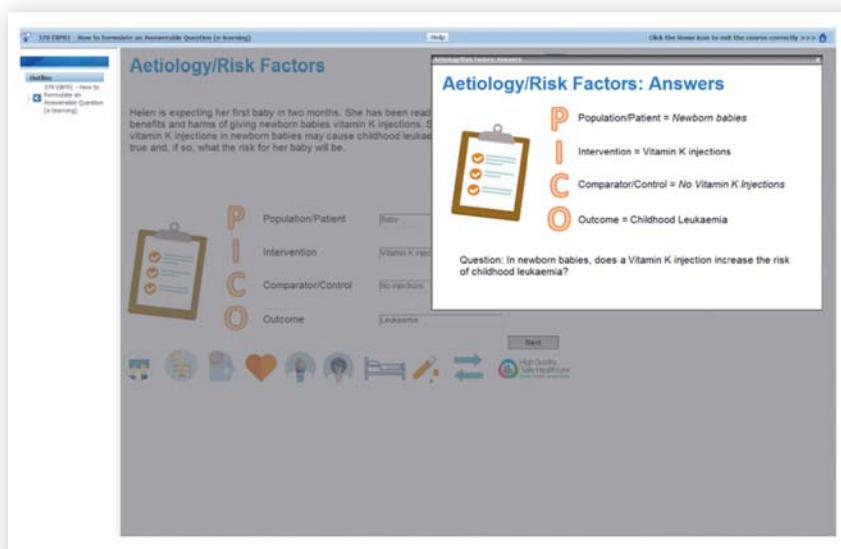 370 EBP01 - How to Formulate an Answerable Question (e-learning)
Help
Click the Home icon to exit the course correctly >>>
Outline
370 EBP01 - How to
Formulate an
Answerable Question
(e-learning)
Aetiology/Risk Factors
Helen is expecting her first baby in two months. She has been read
benefits and harms of giving newborn babies vitamin K injections. S
vitamin K injections in newborn babies may cause childhood leukae
true and, if so, what the risk for her baby will be.
P Population/Patient Baby
I Intervention Vitamin K injec
C Comparator/Control No injections
O Outcome Leukaemia
Next
High Quality,
Safe Healthcare
Aetiology/Risk Factors: Answers
Aetiology/Risk Factors: Answers
P Population/Patient = Newborn babies
I Intervention = Vitamin K injections
C Comparator/Control = No Vitamin K Injections
O Outcome = Childhood Leukaemia
Question: In newborn babies, does a Vitamin K injection increase the risk
of childhood leukaemia?